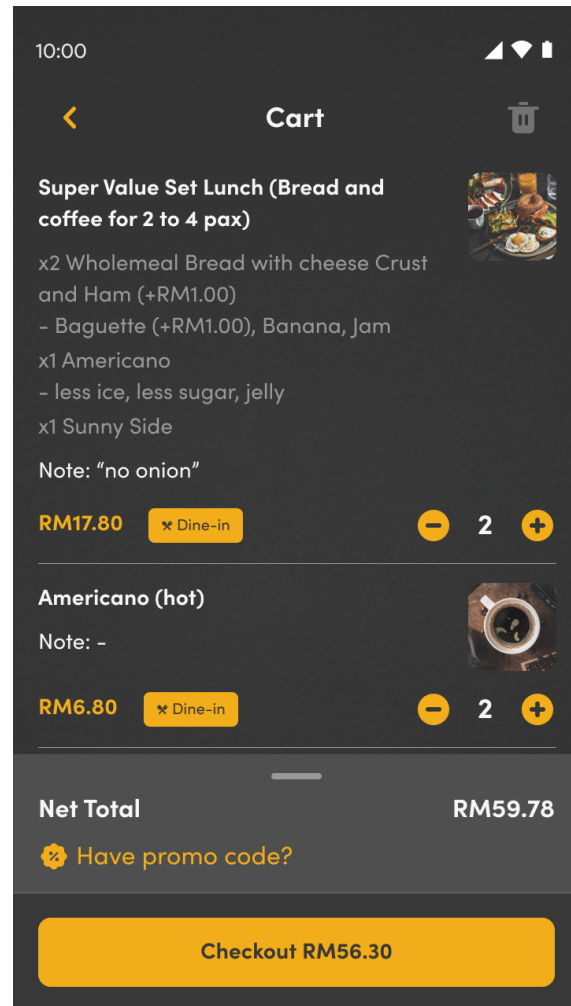 10:00
Cart
Super Value Set Lunch (Bread and
coffee for 2 to 4 pax)
x2 Wholemeal Bread with cheese Crust
and Ham (+RM1.00)
- Baguette (+RM1.00), Banana, Jam
x1 Americano
- less ice, less sugar, jelly
x1 Sunny Side
Note: “no onion”
RM17.80 Dine-in 2
Americano (hot)
Note: -
RM6.80 Dine-in 2
Net Total RM59.78
Have promo code?
Checkout RM56.30